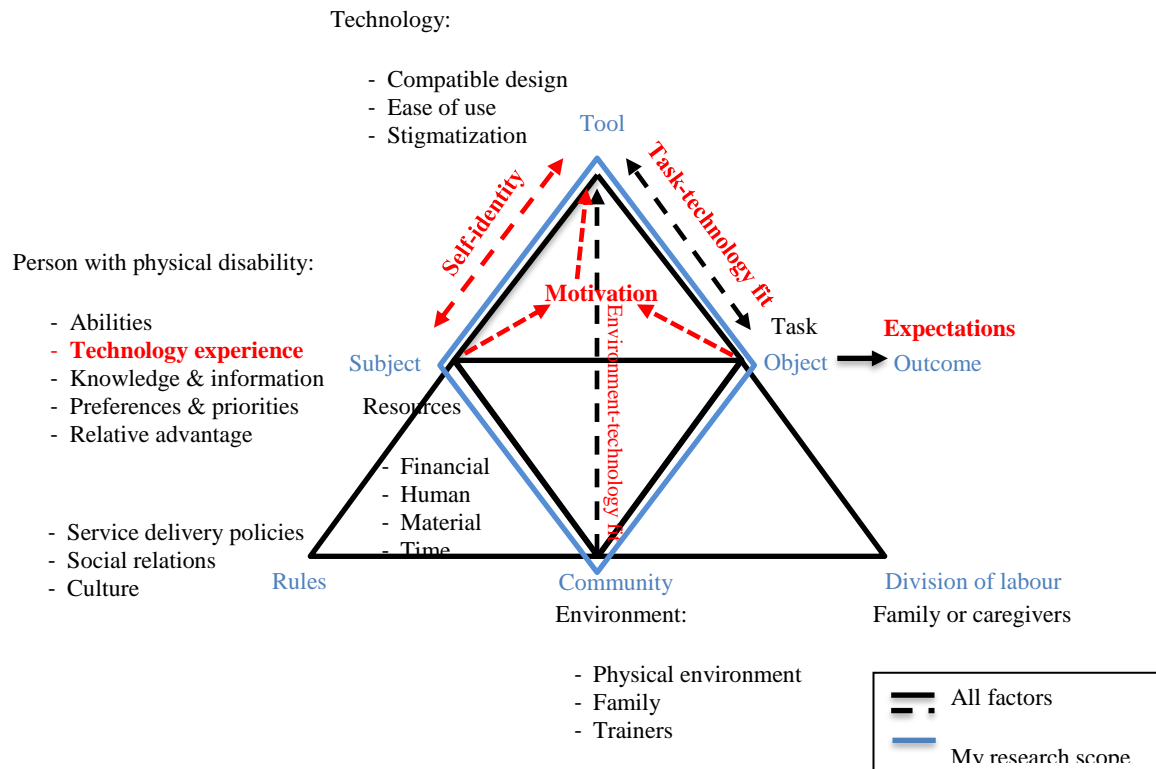 Technology:
- Compatible design
- Ease of use
- Stigmatization
Tool
Self-identity
Task-technology fit
Person with physical disability:
- Abilities
- Technology experience
- Knowledge & information
- Preferences & priorities
- Relative advantage
Motivation
Environment-technology fit
Task
Expectations
Subject
Object
Outcome
Resources
- Financial
- Human
- Material
- Time
- Service delivery policies
- Social relations
- Culture
Rules
Community
Division of labour
Environment:
Family or caregivers
- Physical environment
- Family
- Trainers
All factors
My research scope